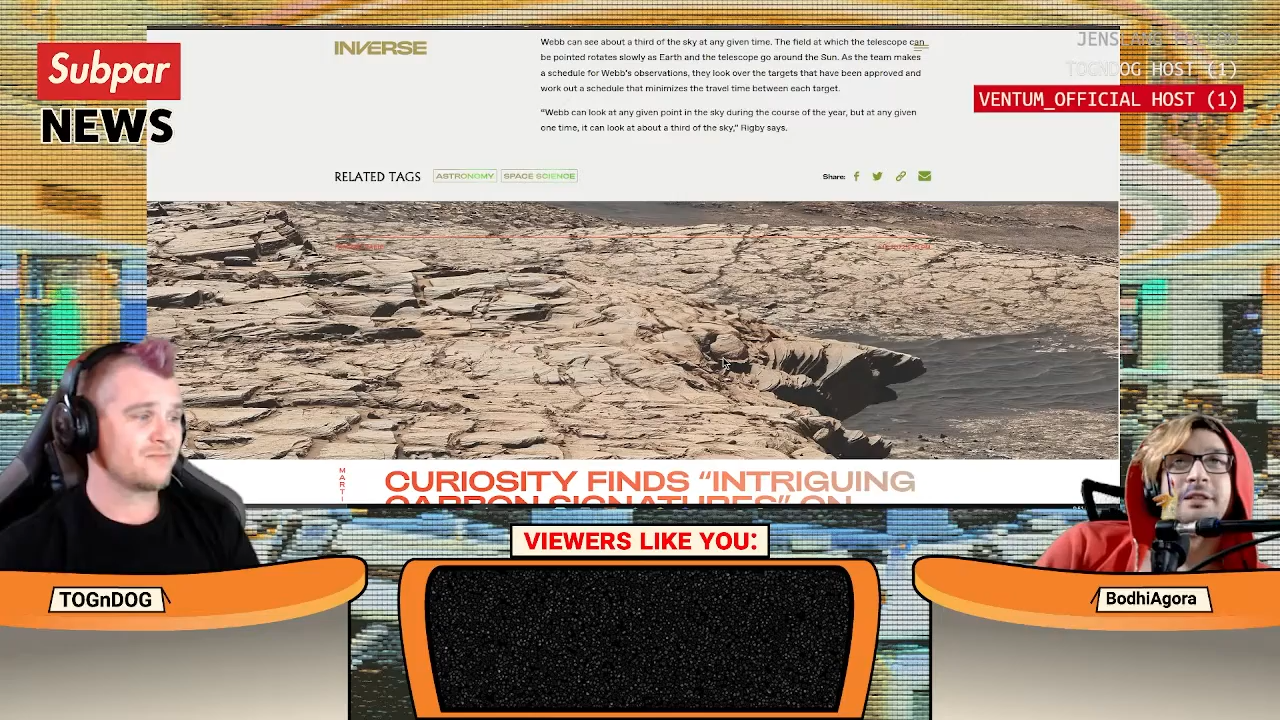 Subpar
NEWS
INVERSE
Webb can see about a third of the sky at any given time. The field at which the telescope can
be pointed rotates slowly as Earth and the telescope go around the Sun. As the team makes
a schedule for Webb's observations, they look over the targets that have been approved and
work out a schedule that minimizes the travel time between each target.
“Webb can look at any given point in the sky during the course of the year, but at any given
one time, it can look at about a third of the sky,” Rigby says.
TOGNDOG HOST (1)
VENTUM_OFFICIAL HOST (1)
RELATED TAGS
ASTRONOMY
SPACE SCIENCE
Share:
CURIOSITY FINDS “INTRIGUING
CARBON SIGNATURES” ON
MARTI
VIEWERS LIKE YOU:
TOGnDOG
BodhiAgora